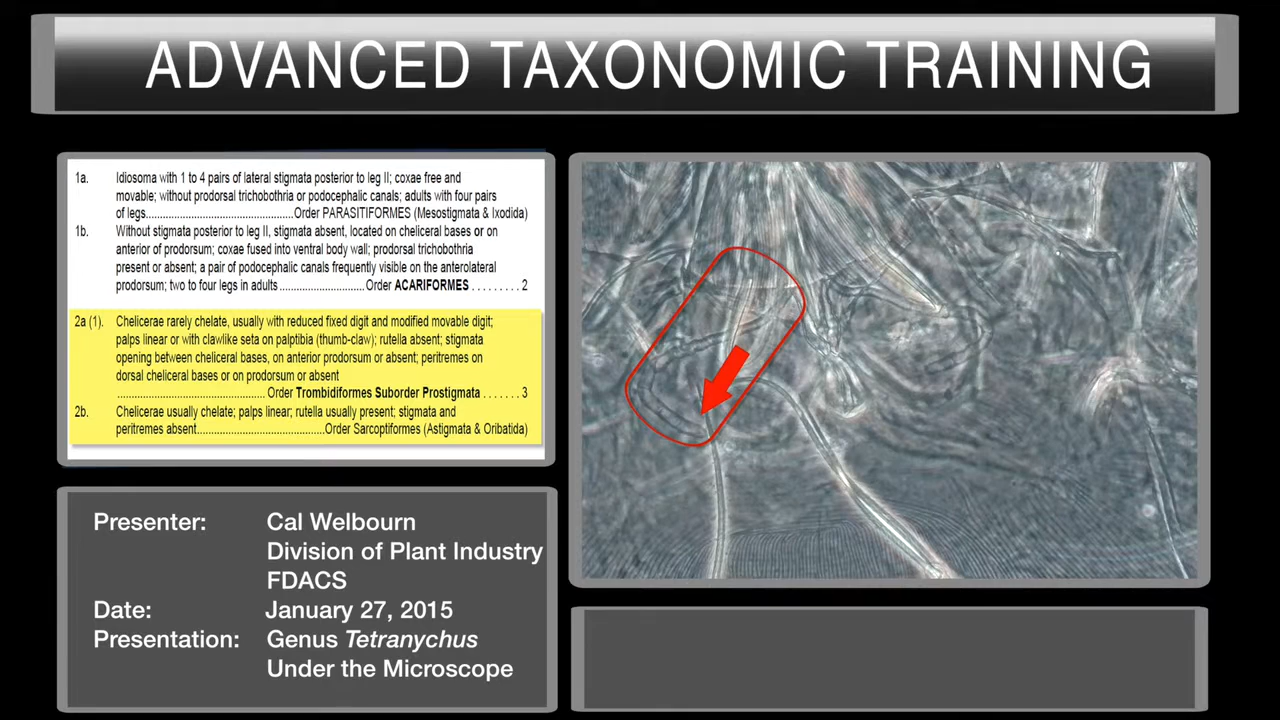 ADVANCED TAXONOMIC TRAINING
1a. Idiosoma with 1 to 4 pairs of lateral stigmata posterior to leg II; coxae free and
movable; without prodorsal trichobothria or podocephalic canals; adults with four pairs
of legs..................................................Order PARASITIFORMES (Mesostigmata & Ixodida)
1b. Without stigmata posterior to leg II, stigmata absent, located on cheliceral bases or on
anterior of prodorsum; coxae fused into ventral body wall; prodorsal trichobothria
present or absent; a pair of podocephalic canals frequently visible on the anterolateral
prodorsum; two to four legs in adults ............................. Order ACARIFORMES . . . . . . . . . 2
2a (1). Chelicerae rarely chelate, usually with reduced fixed digit and modified movable digit;
palps linear or with clawlike seta on palptibia (thumb-claw); rutella absent; stigmata
opening between cheliceral bases, on anterior prodorsum or absent; peritremes on
dorsal cheliceral bases or on prodorsum or absent
.................................................. Order Trombidiformes Suborder Prostigmata . . . . . . . 3
2b. Chelicerae usually chelate; palps linear; rutella usually present; stigmata and
peritremes absent...........................................Order Sarcoptiformes (Astigmata & Oribatida)
Presenter: Cal Welbourn
Division of Plant Industry
FDACS
Date: January 27, 2015
Presentation: Genus Tetranychus
Under the Microscope